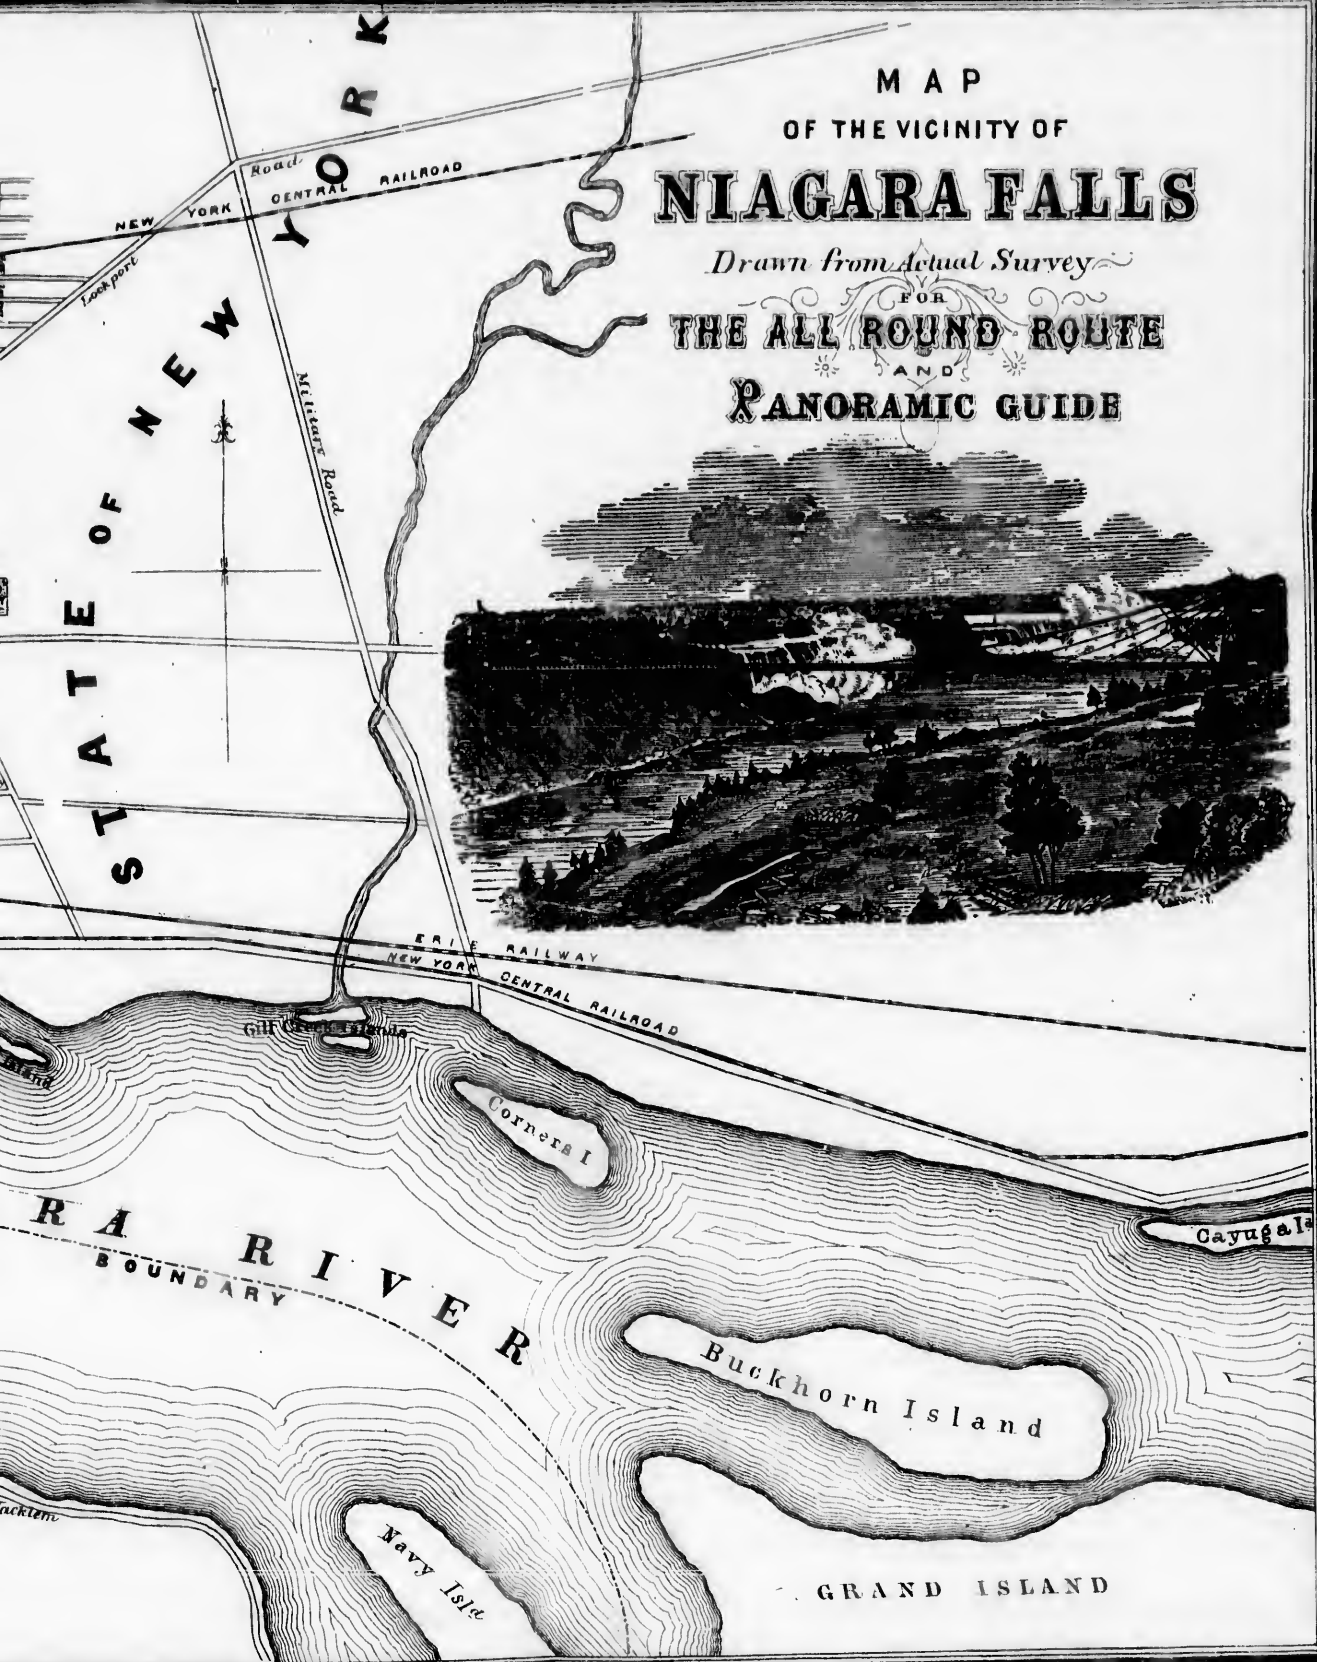 MAP
OF THE VICINITY OF
NIAGARA FALLS
Drawn from Actual Survey
FOR
THE ALL ROUND ROUTE
AND
PANORAMIC GUIDE
STATE OF NEW YORK
Road
NEW YORK CENTRAL RAILROAD
Lockport
Military Road
ERIE RAILWAY
NEW YORK CENTRAL RAILROAD
Gill Creek Islands
Island
Corners I
Cayuga Is
RA RIVER
BOUNDARY
Buckhorn Island
Navy Isld
GRAND ISLAND